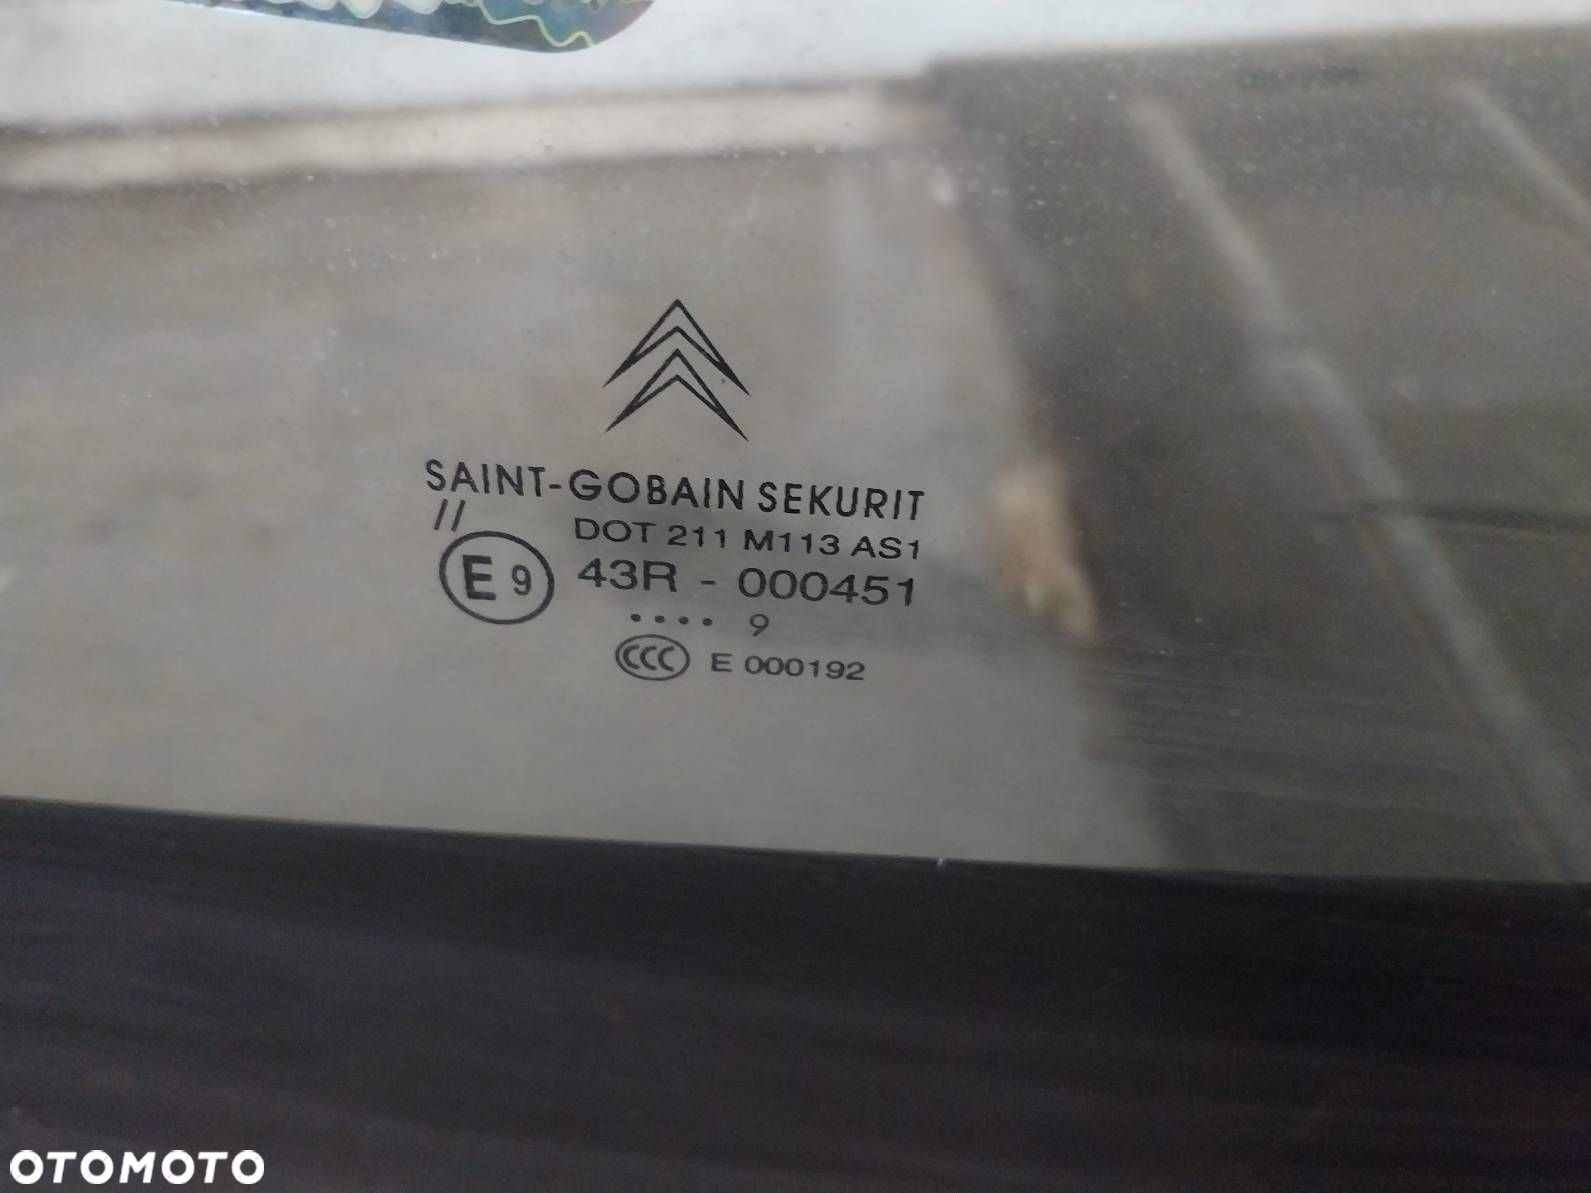 SAINT-GOBAIN SEKURIT
//
DOT 211 M113 AS1
E 9 43R - 000451
.... 9
CCC E 000192
OTOMOTO